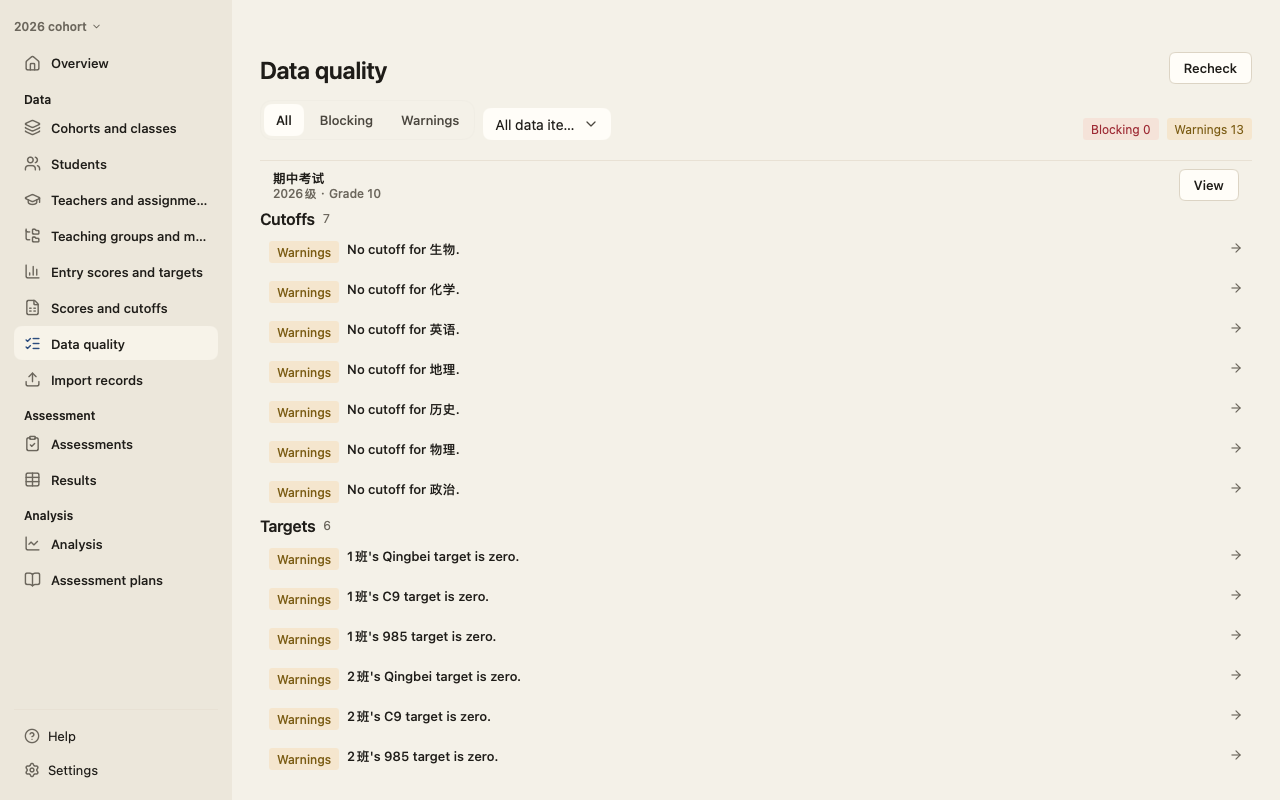 2026 cohort
Overview
Data
Cohorts and classes
Students
Teachers and assignme...
Teaching groups and m...
Entry scores and targets
Scores and cutoffs
Data quality
Import records
Assessment
Assessments
Results
Analysis
Analysis
Assessment plans
Help
Settings
Data quality
Recheck
All
Blocking
Warnings
All data ite...
Blocking 0
Warnings 13
期中考试
2026级 · Grade 10
View
Cutoffs 7
Warnings No cutoff for 生物.
Warnings No cutoff for 化学.
Warnings No cutoff for 英语.
Warnings No cutoff for 地理.
Warnings No cutoff for 历史.
Warnings No cutoff for 物理.
Warnings No cutoff for 政治.
Targets 6
Warnings 1班's Qingbei target is zero.
Warnings 1班's C9 target is zero.
Warnings 1班's 985 target is zero.
Warnings 2班's Qingbei target is zero.
Warnings 2班's C9 target is zero.
Warnings 2班's 985 target is zero.